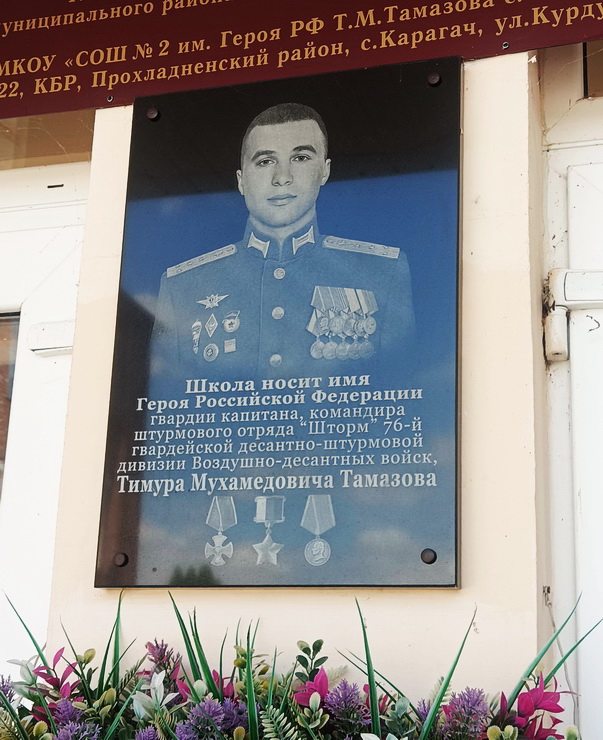 униципального район
МКОУ «СОШ № 2 им. Героя РФ Т.М.Тамазова с.
22, КБР, Прохладненский район, с.Карагач, ул.Курду
Школа носит имя
Героя Российской Федерации
гвардии капитана, командира
штурмового отряда "Шторм" 76-й
гвардейской десантно-штурмовой
дивизии Воздушно-десантных войск,
Тимура Мухамедовича Тамазова